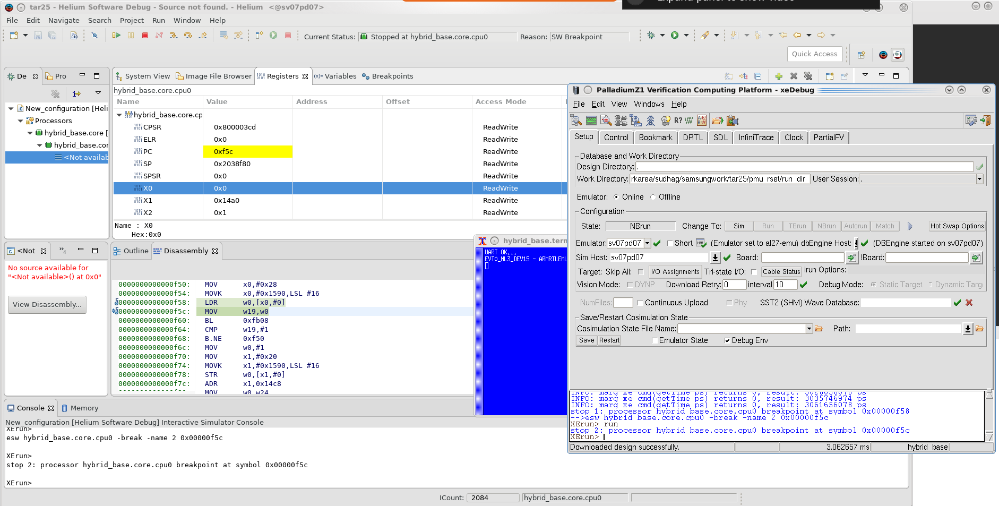 tar25 - Helium Software Debug - Source not found. - Helium <@sv07pd07>
File Edit Navigate Search Project Run Window Help
Current Status: Stopped at hybrid_base.core.cpu0 Reason: SW Breakpoint
Quick Access
De Pro
New_configuration [Heli
Processors
hybrid_base.core [
hybrid_base.cor
<Not availab
System View Image File Browser Registers Variables Breakpoints
hybrid_base.core.cpu0
Name Value Address Offset Access Mode
hybrid_base.core.cp
CPSR 0x800003cd ReadWrite
ELR 0x0 ReadWrite
PC 0xf5c ReadWrite
SP 0x2038f80 ReadWrite
SPSR 0x0 ReadWrite
X0 0x0 ReadWrite
X1 0x14a0 ReadWrite
X2 0x1 ReadWrite
Name : X0
Hex:0x0
<Not
No source available for
"<Not available>() at 0x0"
View Disassembly...
Outline Disassembly
0000000000000f50: MOV x0,#0x28
0000000000000f54: MOVK x0,#0x1590,LSL #16
0000000000000f58: LDR w0,[x0,#0]
0000000000000f5c: MOV w19,w0
0000000000000f60: BL 0xfb08
0000000000000f64: CMP w19,#1
0000000000000f68: B.NE 0xf50
0000000000000f6c: MOV w0,#1
0000000000000f70: MOV x1,#0x20
0000000000000f74: MOVK x1,#0x1590,LSL #16
0000000000000f78: STR w0,[x1,#0]
0000000000000f7c: ADR x1,0x14c8
MOV w0,w24
hybrid_base.term
UART OK...
EVTO_ML3_DEV15 - ARMRTLEMU
PalladiumZ1 Verification Computing Platform - xeDebug
File Edit View Windows Help
R? W
Setup Control Bookmark DRTL SDL InfiniTrace Clock PartialFV
Database and Work Directory
Design Directory: .
Work Directory: rkarea/sudhag/samsungwork/tar25/pmu_rset/run_dir User Session: .
Emulator: Online Offline
Configuration
State: NBrun Change To: Sim Run TBrun NBrun Autorun Match Hot Swap Options
Emulator: sv07pd07 Short (Emulator set to al27-emu) dbEngine Host: (DBEngine started on sv07pd07)
Sim Host: sv07pd07 Board: !Board:
Target: Skip All: I/O Assignments Tri-state I/O: Cable Status irun Options:
Vision Mode: DYNP Download Retry: 0 interval 10 Debug Mode: Static Target Dynamic Targ
NumFiles: Continuous Upload Phy SST2 (SHM) Wave Database:
Save/Restart Cosimulation State
Cosimulation State File Name: Path:
Save Restart Emulator State Debug Env
INFO: marg xe cmd(getTime ps) returns 0, result: 3035746974 ps
INFO: marg xe cmd(getTime ps) returns 0, result: 3061656078 ps
stop 1: processor hybrid_base.core.cpu0 breakpoint at symbol 0x00000f58
-->esw hybrid_base.core.cpu0 -break -name 2 0x00000f5c
XErun> run
stop 2: processor hybrid_base.core.cpu0 breakpoint at symbol 0x00000f5c
XErun>
Downloaded design successfully. 3.062657 ms hybrid_base
Console Memory
New_configuration [Helium Software Debug] Interactive Simulator Console
XErun>
esw hybrid_base.core.cpu0 -break -name 2 0x00000f5c
XErun>
stop 2: processor hybrid_base.core.cpu0 breakpoint at symbol 0x00000f5c
XErun>
ICount: 2084 hybrid_base.core.cpu0